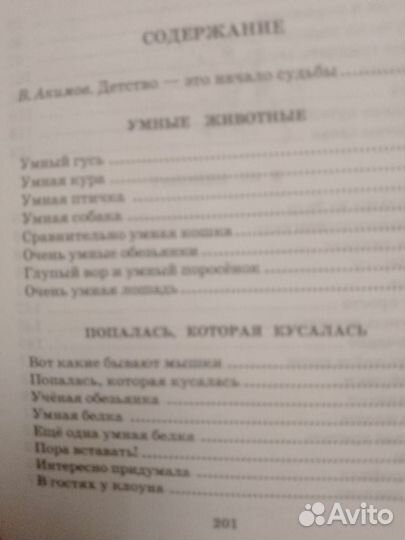 СОДЕРЖАНИЕ
В. Акимов. Детство — это начало судьбы
УМНЫЕ ЖИВОТНЫЕ
Умный гусь
Умная кура
Умная птичка
Умная собака
Сравнительно умная кошка
Очень умные обезьянки
Глупый вор и умный поросёнок
Очень умная лошадь
ПОПАЛАСЬ, КОТОРАЯ КУСАЛАСЬ
Вот какие бывают мышки
Попалась, которая кусалась
Учёная обезьянка
Умная белка
Ещё одна умная белка
Пора вставать!
Интересно придумала
В гостях у клоуна
201
Avito